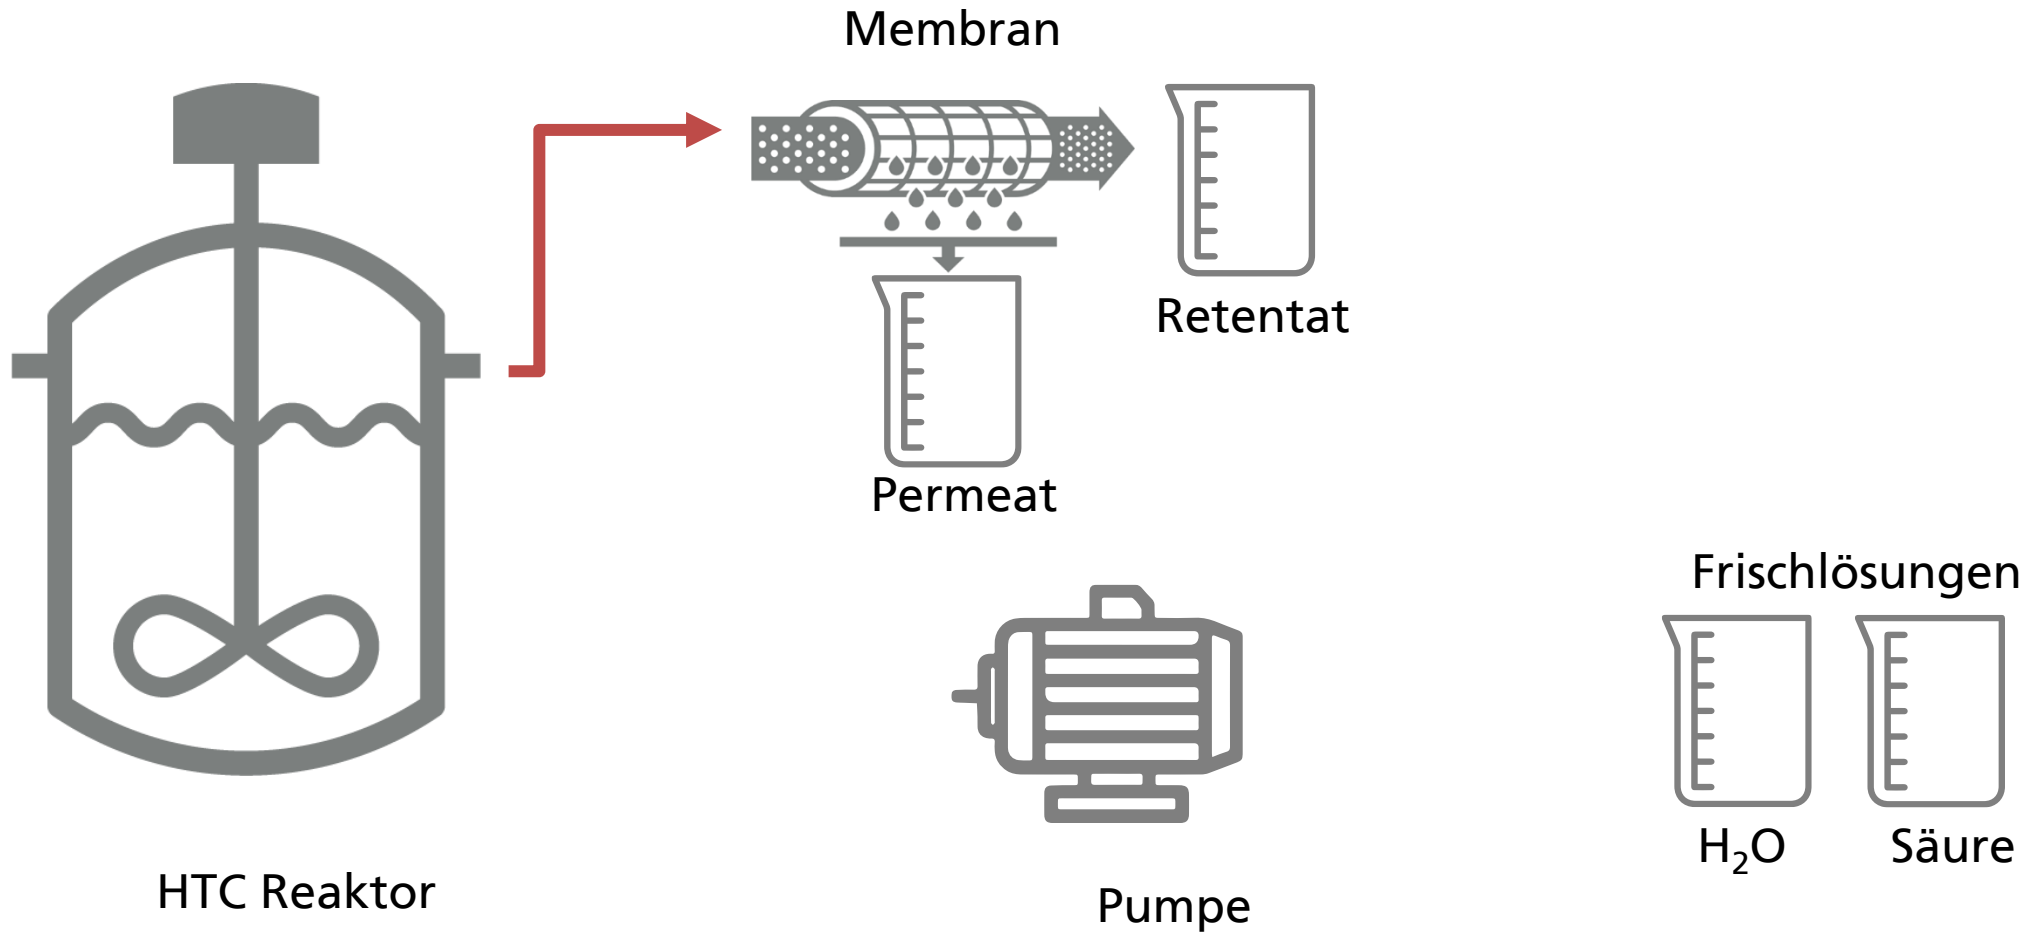 Membran
Retentat
Permeat
Frischlösungen
H₂O
Säure
HTC Reaktor
Pumpe